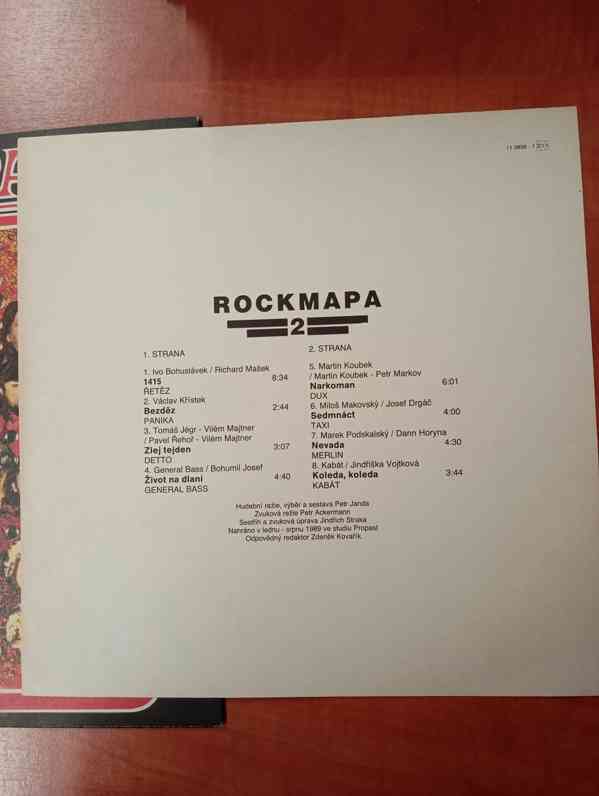 ROCKMAPA
2
1. STRANA
1. Ivo Bohuslávek / Richard Mašek
1415 6:34
ŘETĚZ
2. Václav Křístek
Bezděz 2:44
PANIKA
3. Tomáš Jégr - Vilém Majtner
/ Pavel Řehoř - Vilém Majtner
Zlej tejden 3:07
DETTO
4. General Bass / Bohumil Josef
Život na dlani 4:40
GENERAL BASS
2. STRANA
5. Martin Koubek
/ Martin Koubek - Petr Markov
Narkoman 6:01
DUX
6. Miloš Makovský / Josef Drgáč
Sedmnáct 4:00
TAXI
7. Marek Podskalský / Dann Horyna
Nevada 4:30
MERLIN
8. Kabát / Jindřiška Vojtková
Koleda, koleda 3:44
KABÁT
Hudební režie, výběr a sestava Petr Janda
Zvuková režie Petr Ackermann
Sestřih a zvuková úprava Jindřich Straka
Nahráno v lednu - srpnu 1989 ve studiu Propast
Odpovědný redaktor Zdeněk Kovařík